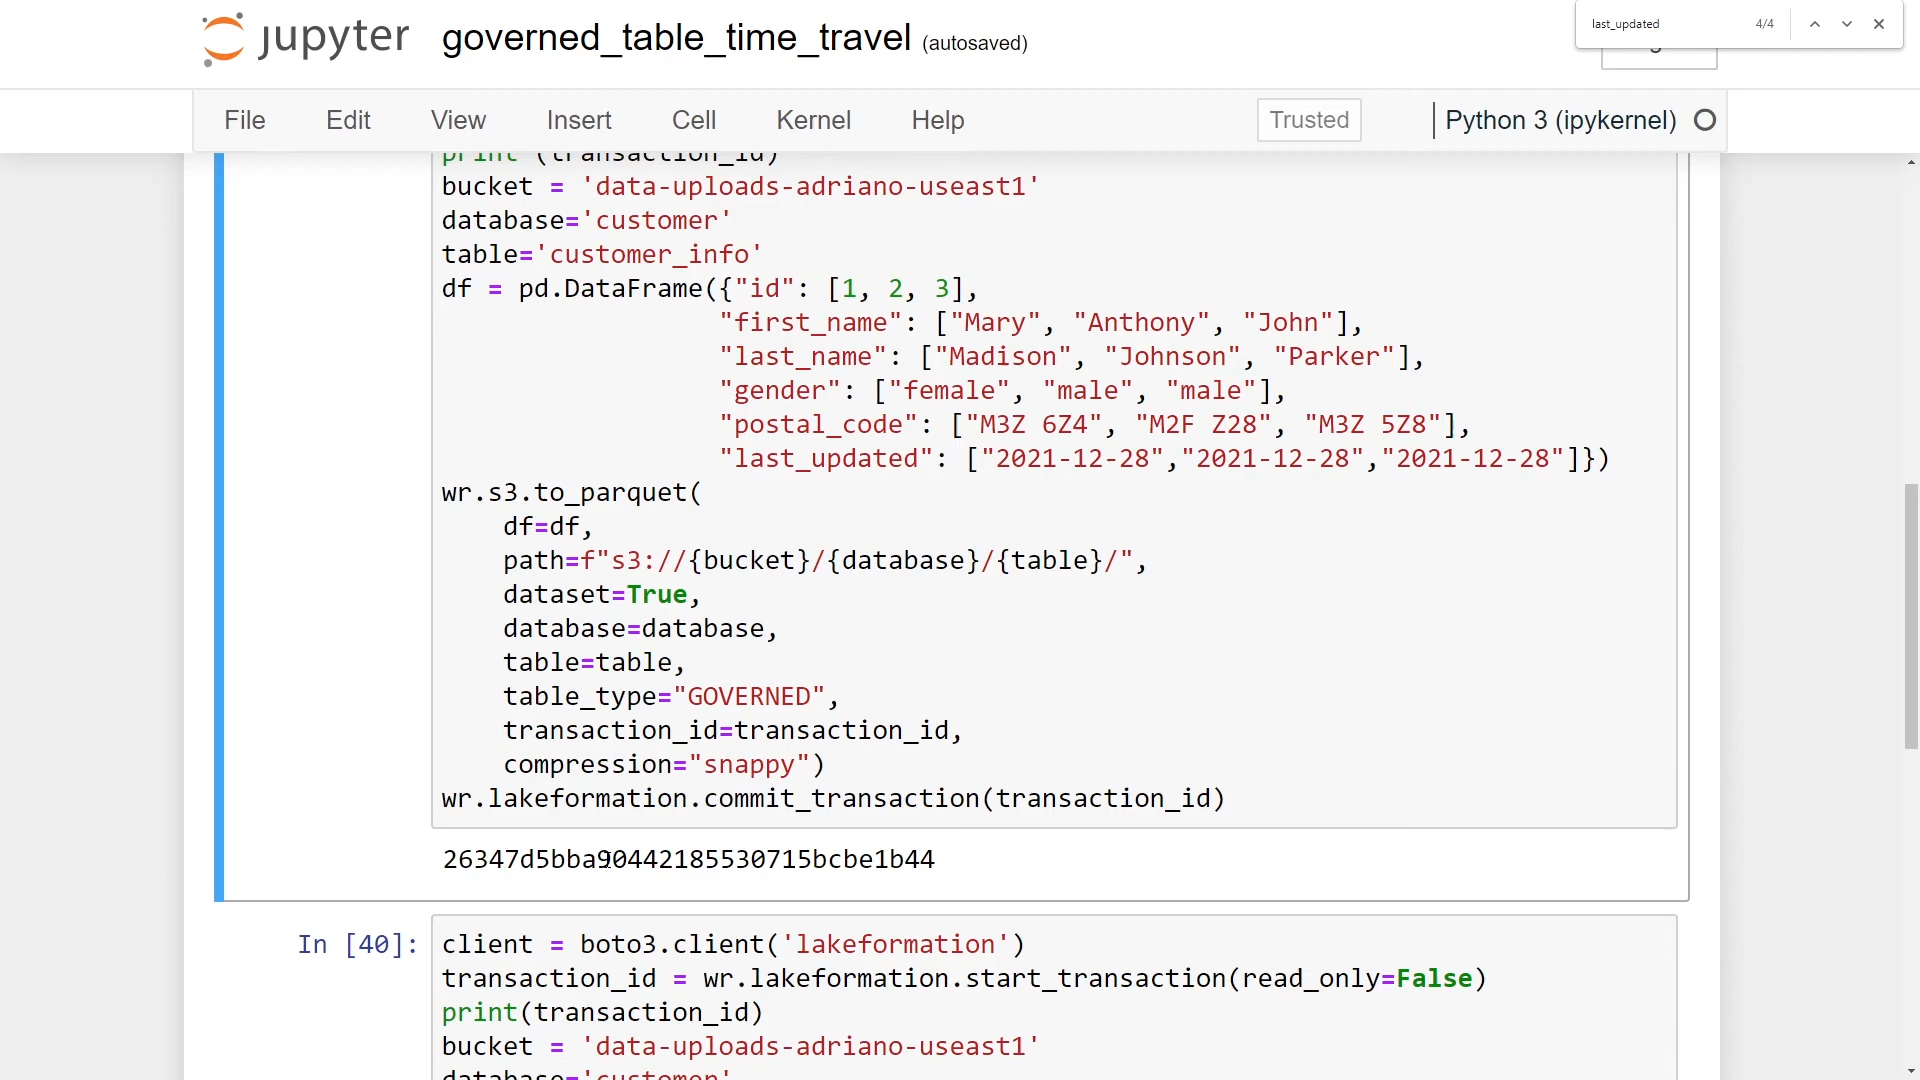 jupyter governed_table_time_travel (autosaved)
last_updated 4/4
File Edit View Insert Cell Kernel Help Trusted Python 3 (ipykernel)
print (transaction_id)
bucket = 'data-uploads-adriano-useast1'
database='customer'
table='customer_info'
df = pd.DataFrame({"id": [1, 2, 3],
"first_name": ["Mary", "Anthony", "John"],
"last_name": ["Madison", "Johnson", "Parker"],
"gender": ["female", "male", "male"],
"postal_code": ["M3Z 6Z4", "M2F Z28", "M3Z 5Z8"],
"last_updated": ["2021-12-28","2021-12-28","2021-12-28"]})
wr.s3.to_parquet(
df=df,
path=f"s3://{bucket}/{database}/{table}/",
dataset=True,
database=database,
table=table,
table_type="GOVERNED",
transaction_id=transaction_id,
compression="snappy")
wr.lakeformation.commit_transaction(transaction_id)
26347d5bba90442185530715bcbe1b44
In [40]: client = boto3.client('lakeformation')
transaction_id = wr.lakeformation.start_transaction(read_only=False)
print(transaction_id)
bucket = 'data-uploads-adriano-useast1'
database='customer'